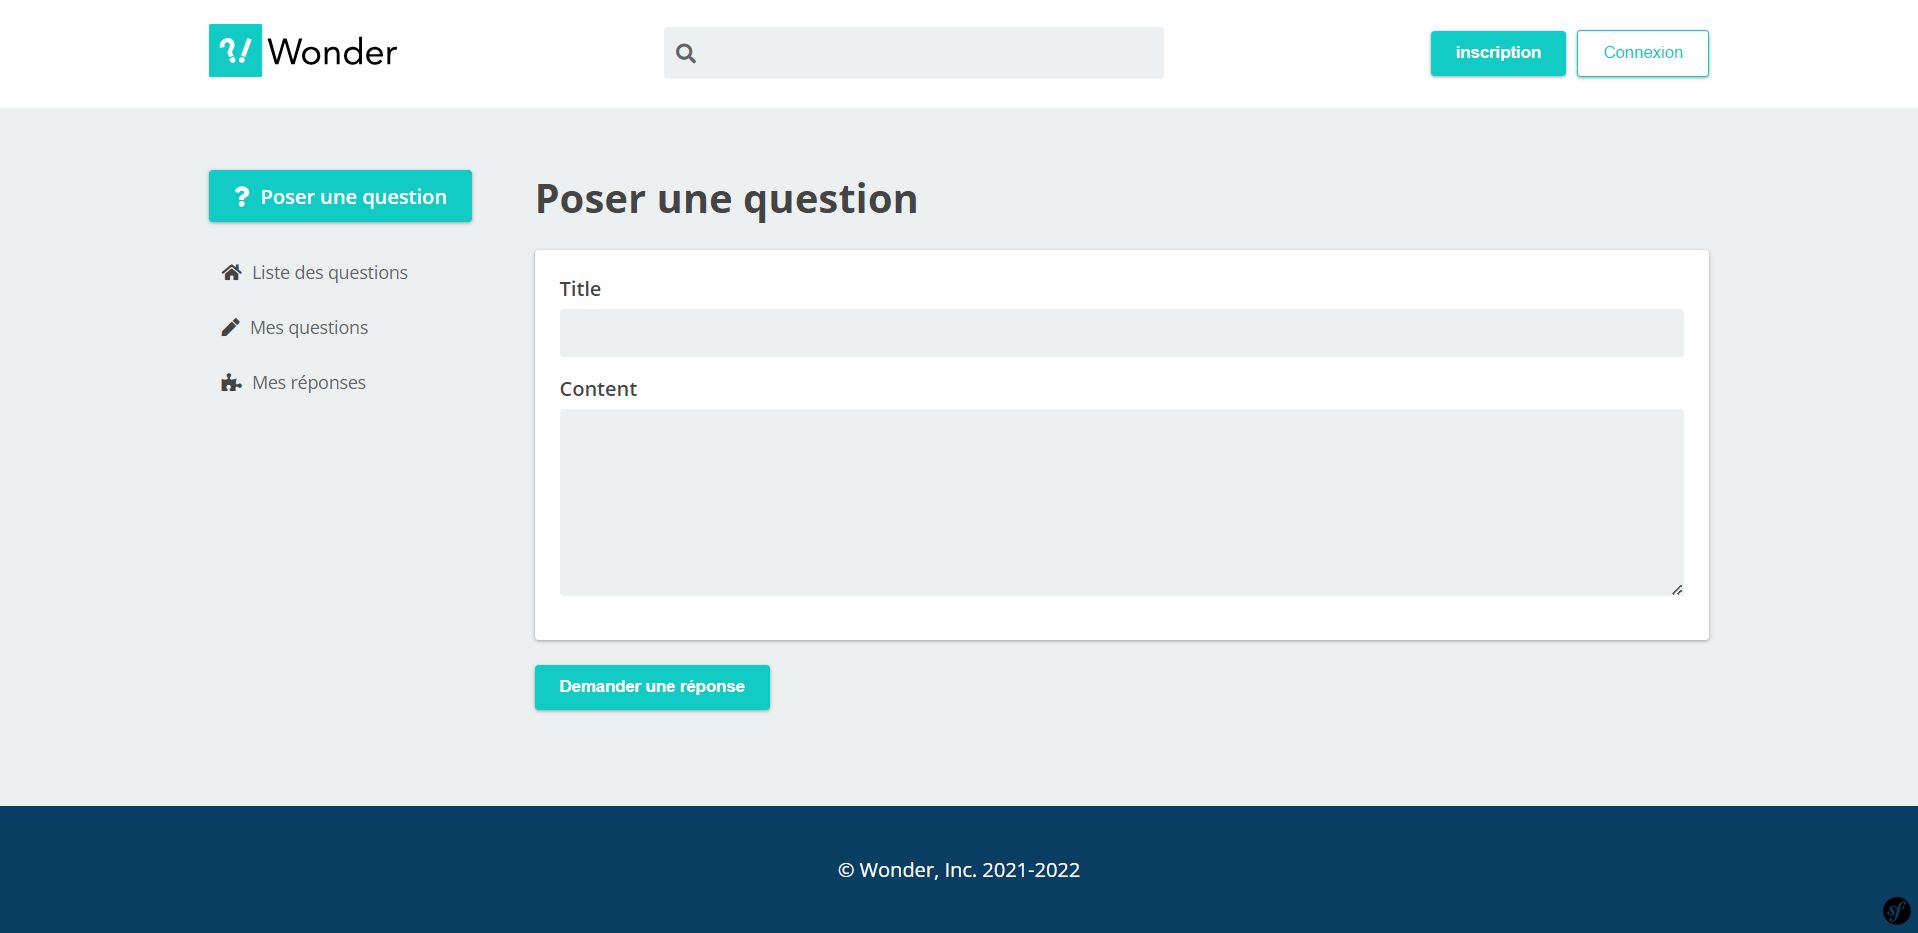 ?! Wonder
inscription
Connexion
? Poser une question
Liste des questions
Mes questions
Mes réponses
Poser une question
Title
Content
Demander une réponse
© Wonder, Inc. 2021-2022
sf